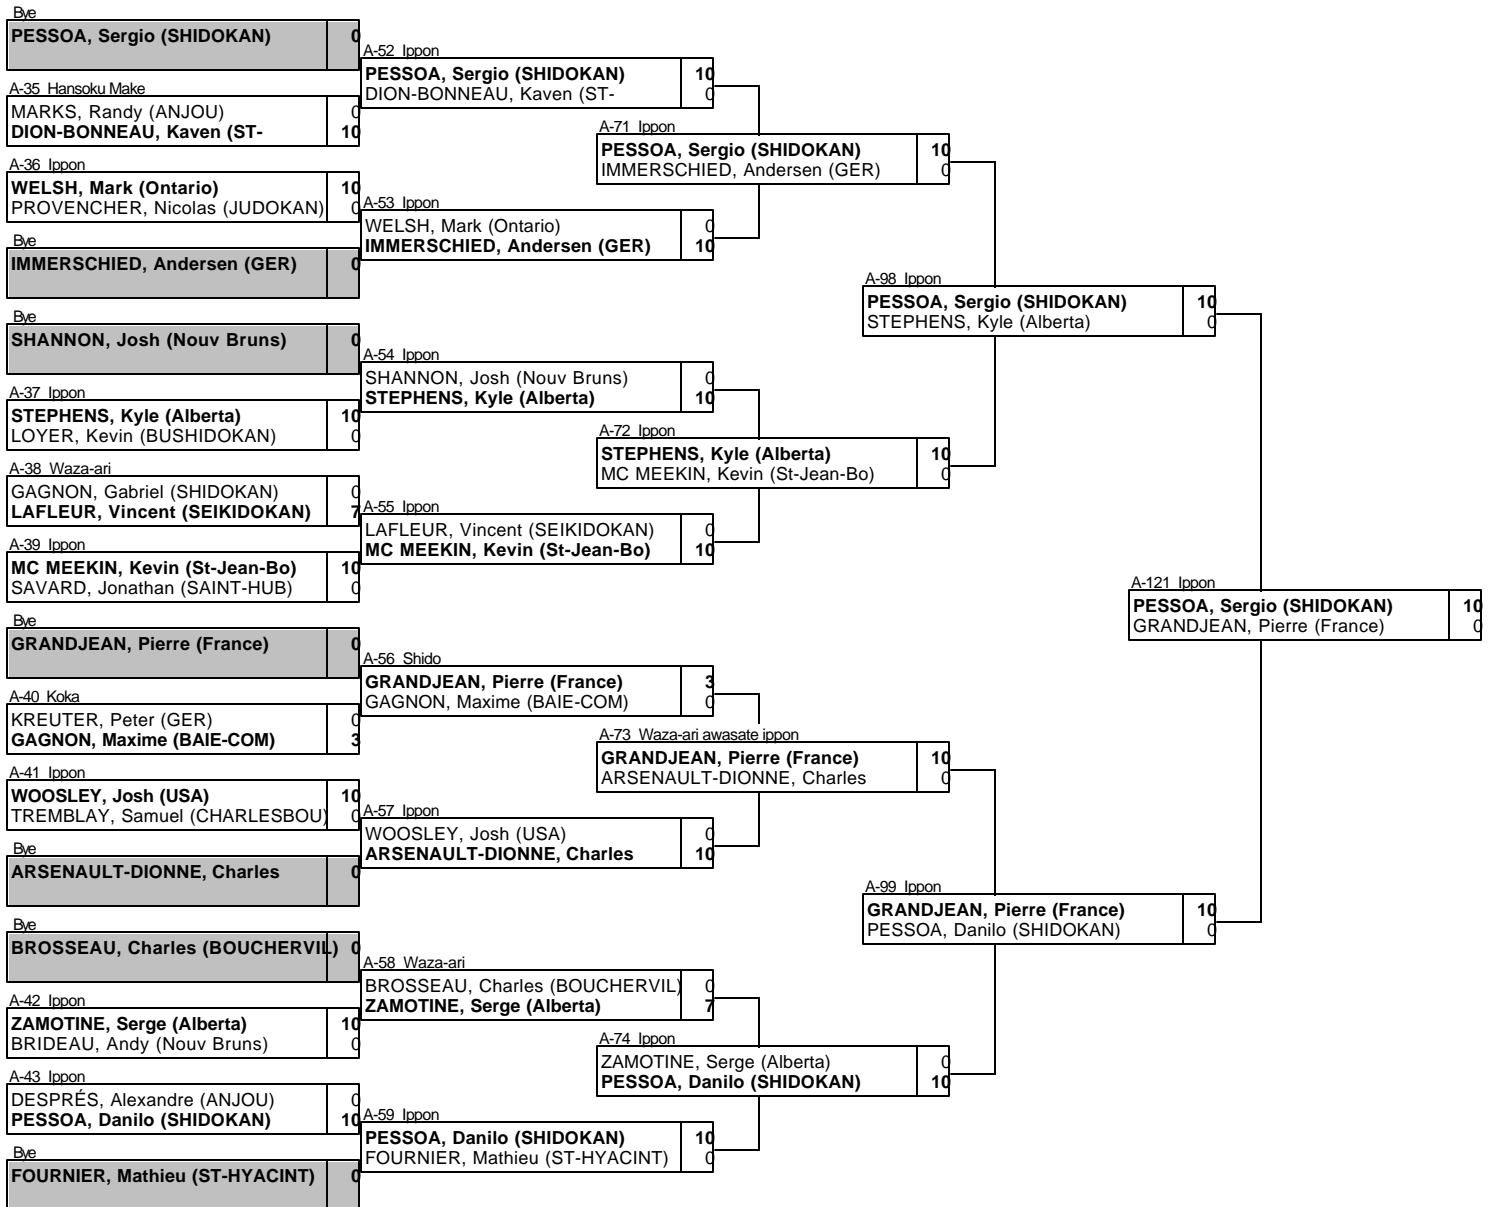 Bye
PESSOA, Sergio (SHIDOKAN) 0
A-35 Hansoku Make
MARKS, Randy (ANJOU) 0
DION-BONNEAU, Kaven (ST- 10
A-36 Ippon
WELSH, Mark (Ontario) 10
PROVENCHER, Nicolas (JUDOKAN) 0
Bye
IMMERSCHIED, Andersen (GER) 0
Bye
SHANNON, Josh (Nouv Bruns) 0
A-37 Ippon
STEPHENS, Kyle (Alberta) 10
LOYER, Kevin (BUSHIDOKAN) 0
A-38 Waza-ari
GAGNON, Gabriel (SHIDOKAN) 0
LAFLEUR, Vincent (SEIKIDOKAN) 7
A-39 Ippon
MC MEEKIN, Kevin (St-Jean-Bo) 10
SAVARD, Jonathan (SAINT-HUB) 0
Bye
GRANDJEAN, Pierre (France) 0
A-40 Koka
KREUTER, Peter (GER) 0
GAGNON, Maxime (BAIE-COM) 3
A-41 Ippon
WOOSLEY, Josh (USA) 10
TREMBLAY, Samuel (CHARLESBOU) 0
Bye
ARSENAULT-DIONNE, Charles 0
Bye
BROSSEAU, Charles (BOUCHERVIL) 0
A-42 Ippon
ZAMOTINE, Serge (Alberta) 10
BRIDEAU, Andy (Nouv Bruns) 0
A-43 Ippon
DESPRÉS, Alexandre (ANJOU) 0
PESSOA, Danilo (SHIDOKAN) 10
Bye
FOURNIER, Mathieu (ST-HYACINT) 0
A-52 Ippon
PESSOA, Sergio (SHIDOKAN) 10
DION-BONNEAU, Kaven (ST- 0
A-53 Ippon
WELSH, Mark (Ontario) 0
IMMERSCHIED, Andersen (GER) 10
A-54 Ippon
SHANNON, Josh (Nouv Bruns) 0
STEPHENS, Kyle (Alberta) 10
A-55 Ippon
LAFLEUR, Vincent (SEIKIDOKAN) 0
MC MEEKIN, Kevin (St-Jean-Bo) 10
A-56 Shido
GRANDJEAN, Pierre (France) 3
GAGNON, Maxime (BAIE-COM) 0
A-57 Ippon
WOOSLEY, Josh (USA) 0
ARSENAULT-DIONNE, Charles 10
A-58 Waza-ari
BROSSEAU, Charles (BOUCHERVIL) 0
ZAMOTINE, Serge (Alberta) 7
A-59 Ippon
PESSOA, Danilo (SHIDOKAN) 10
FOURNIER, Mathieu (ST-HYACINT) 0
A-71 Ippon
PESSOA, Sergio (SHIDOKAN) 10
IMMERSCHIED, Andersen (GER) 0
A-72 Ippon
STEPHENS, Kyle (Alberta) 10
MC MEEKIN, Kevin (St-Jean-Bo) 0
A-73 Waza-ari awasate ippon
GRANDJEAN, Pierre (France) 10
ARSENAULT-DIONNE, Charles 0
A-74 Ippon
ZAMOTINE, Serge (Alberta) 0
PESSOA, Danilo (SHIDOKAN) 10
A-98 Ippon
PESSOA, Sergio (SHIDOKAN) 10
STEPHENS, Kyle (Alberta) 0
A-99 Ippon
GRANDJEAN, Pierre (France) 10
PESSOA, Danilo (SHIDOKAN) 0
A-121 Ippon
PESSOA, Sergio (SHIDOKAN) 10
GRANDJEAN, Pierre (France) 0